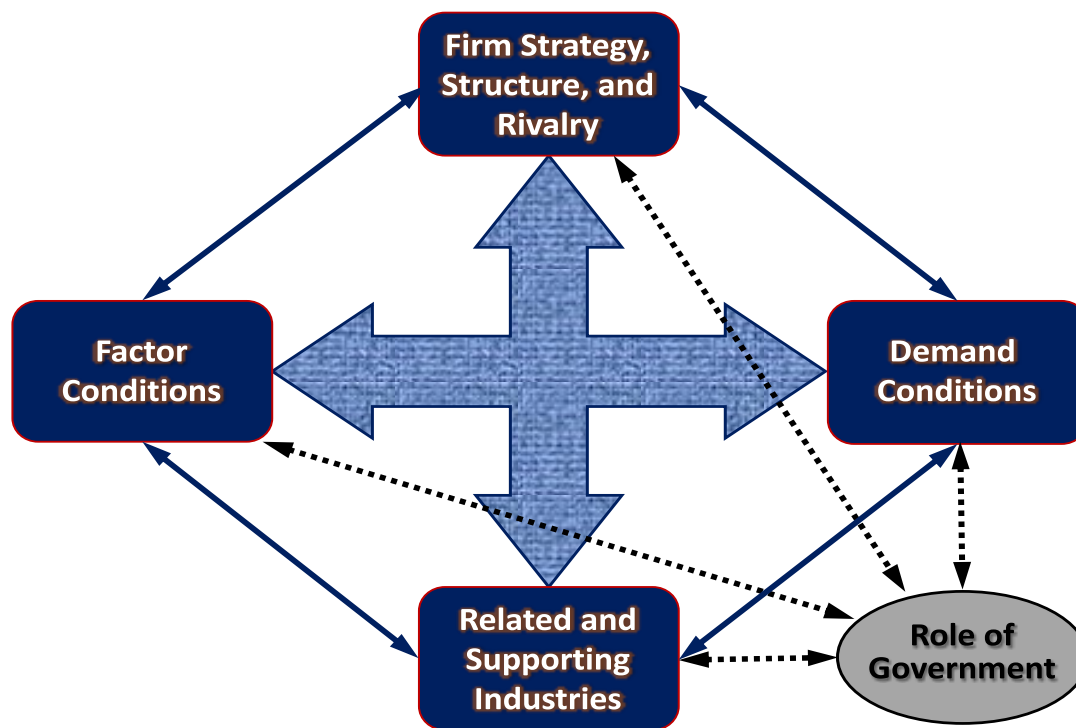 Firm Strategy,
Structure, and
Rivalry
Factor
Conditions
Demand
Conditions
Related and
Supporting
Industries
Role of
Government